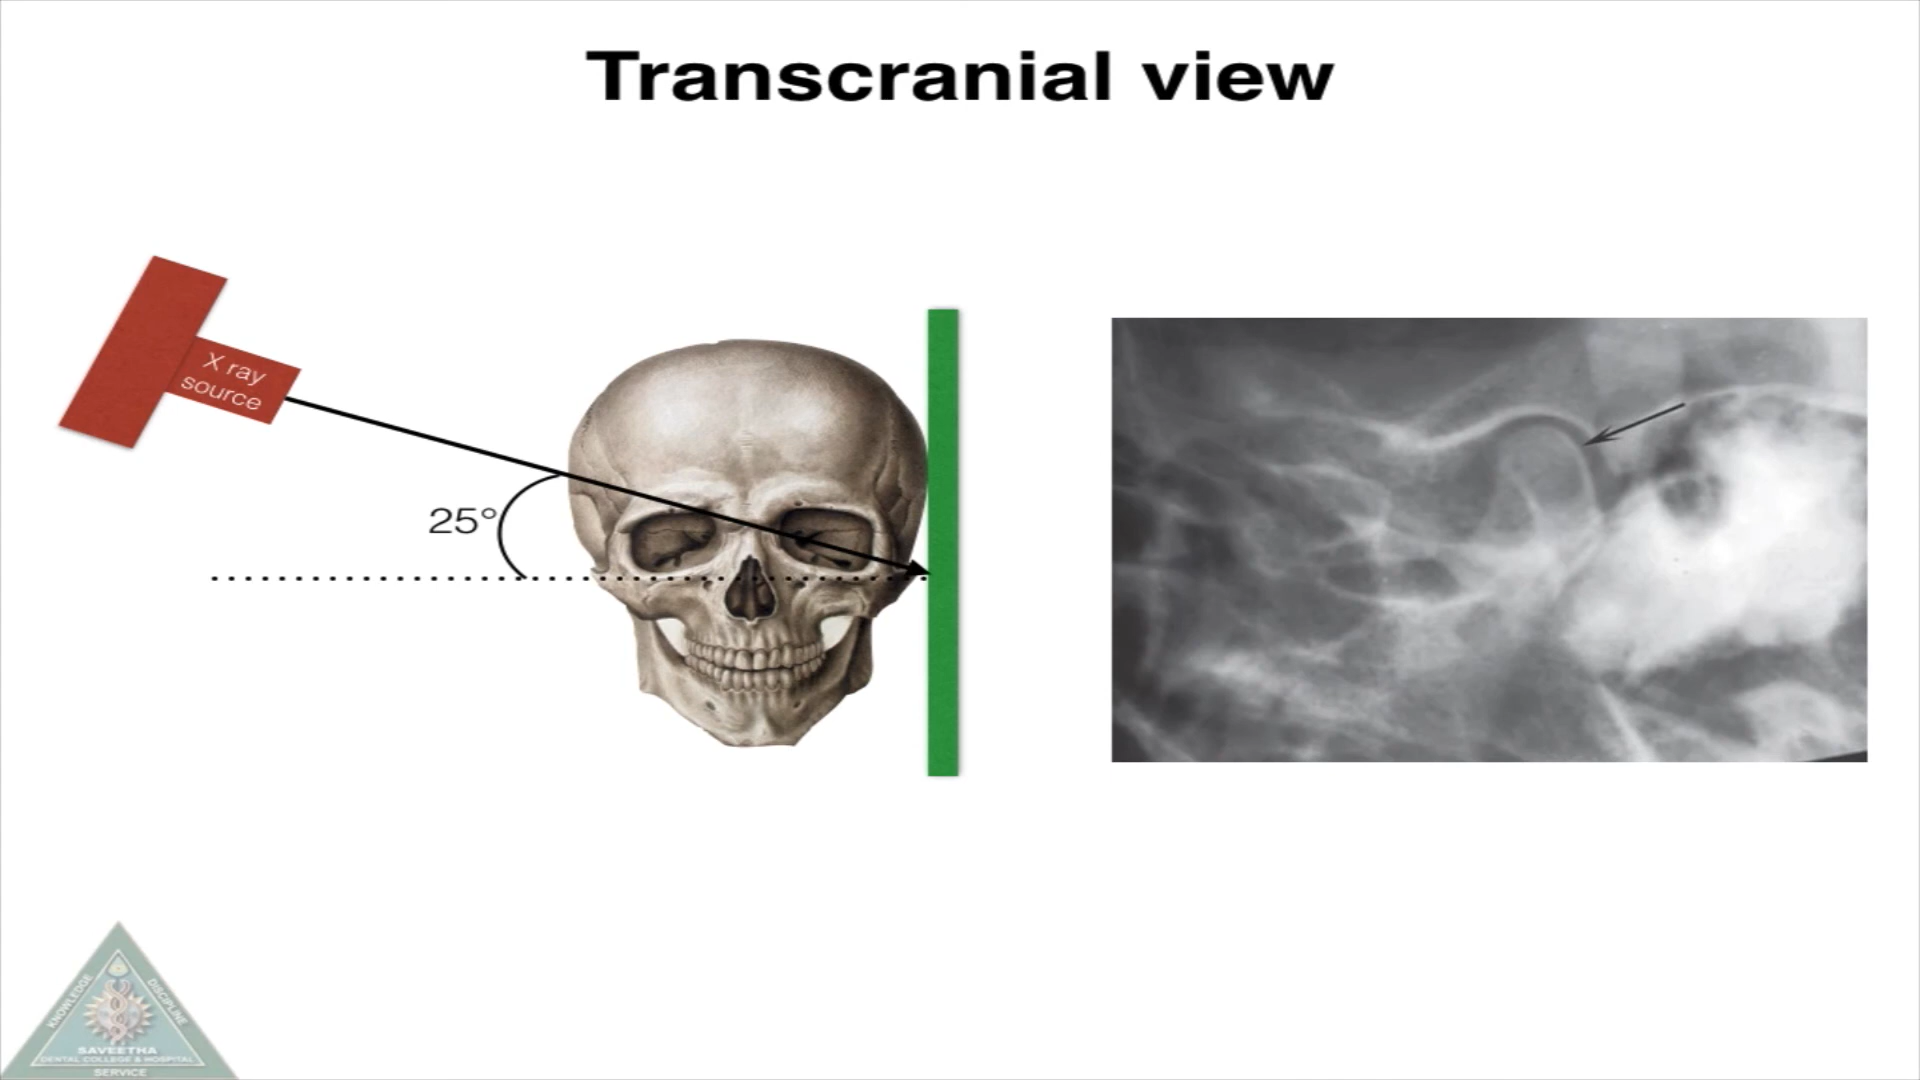 Transcranial view
X ray
source
25°
KNOWLEDGE
DISCIPLINE
SAVEETHA
DENTAL COLLEGE & HOSPITAL
SERVICE